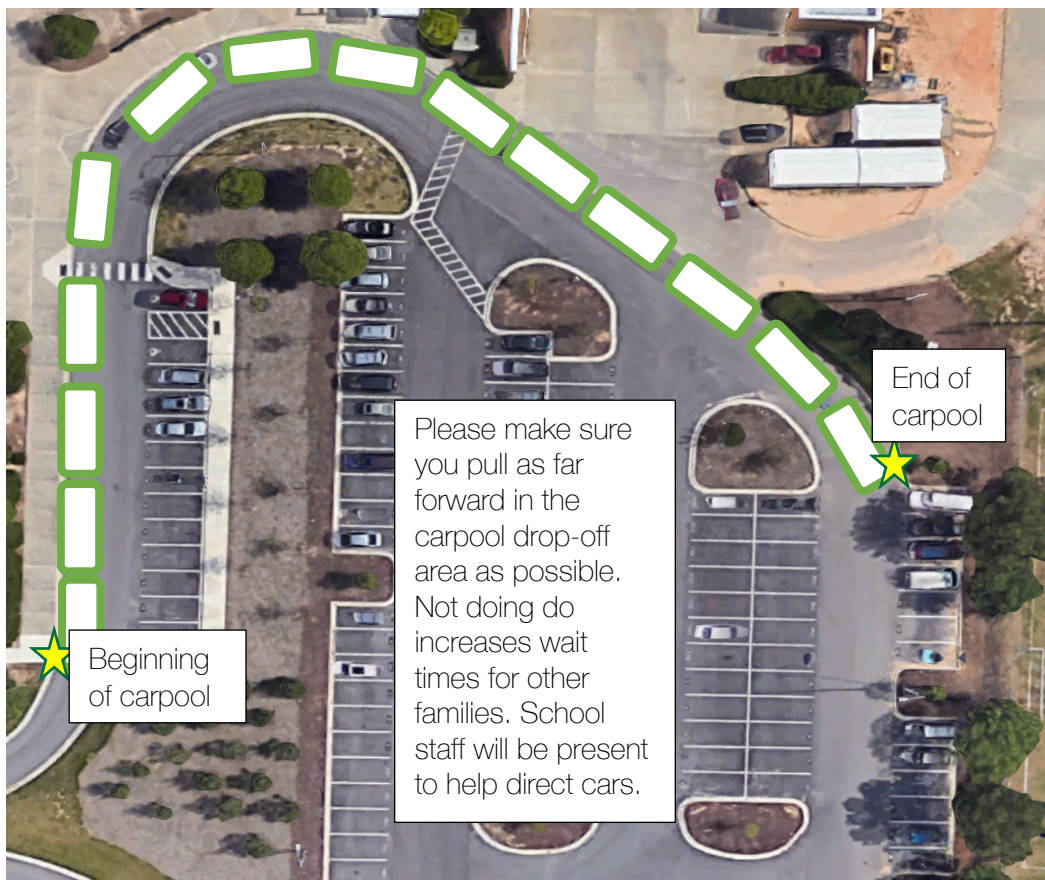 End of
carpool
Please make sure
you pull as far
forward in the
carpool drop-off
area as possible.
Not doing do
increases wait
times for other
families. School
staff will be present
to help direct cars.
Beginning
of carpool